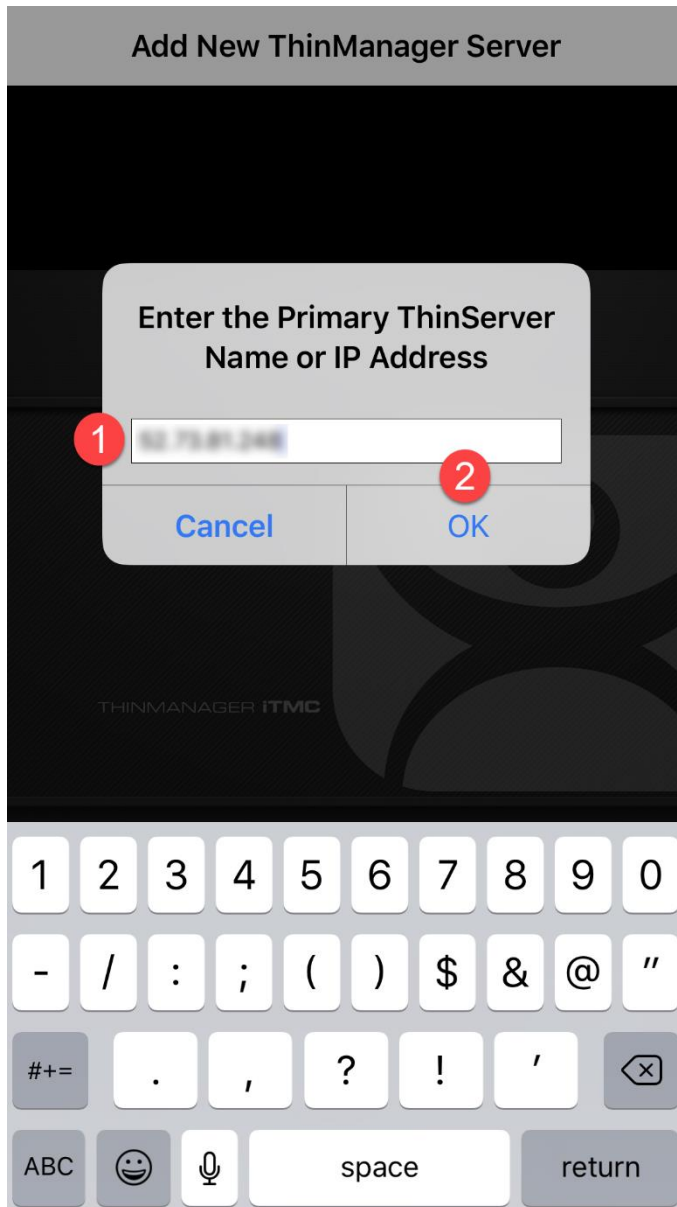 Add New ThinManager Server
Enter the Primary ThinServer
Name or IP Address
1
2
Cancel
OK
THINMANAGER iTMC
1 2 3 4 5 6 7 8 9 0
- / : ; ( ) $ & @ "
#+= . , ? ! '
ABC space return